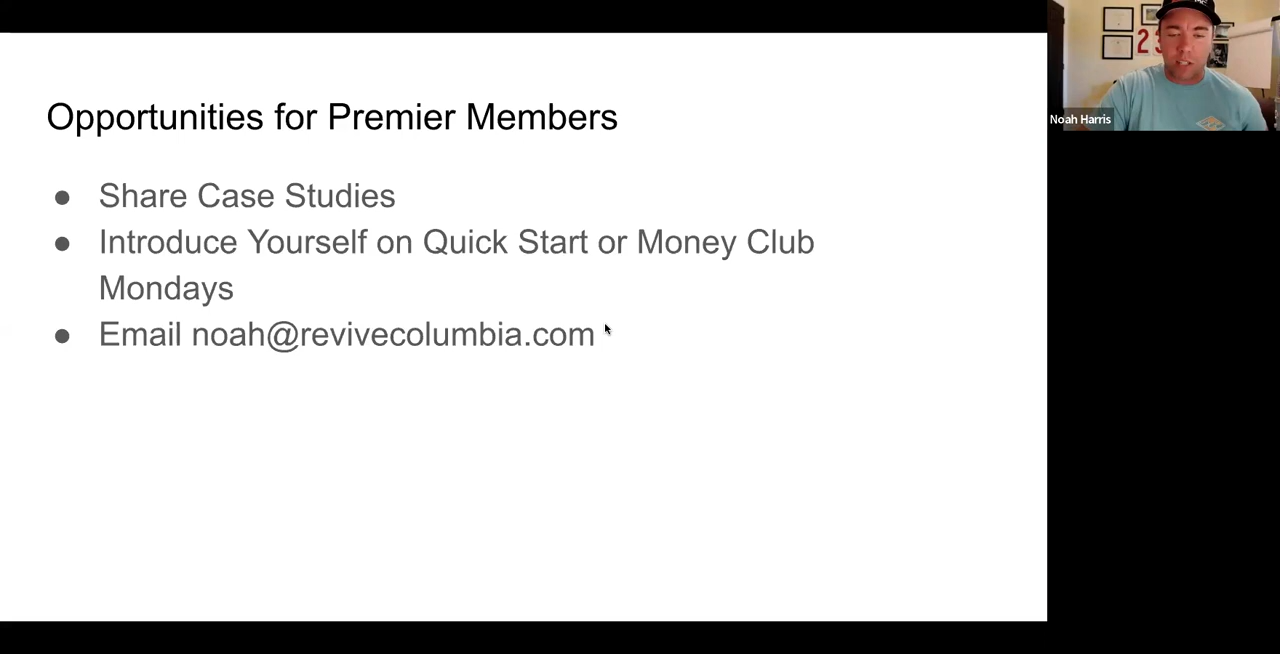 Opportunities for Premier Members
● Share Case Studies
● Introduce Yourself on Quick Start or Money Club
Mondays
● Email noah@revivecolumbia.com
23
Noah Harris